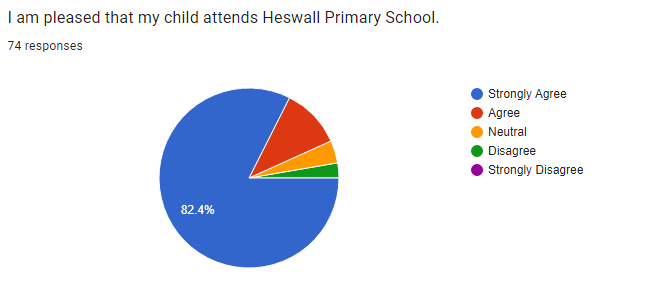 I am pleased that my child attends Heswall Primary School.
74 responses
Strongly Agree
Agree
Neutral
Disagree
Strongly Disagree
82.4%